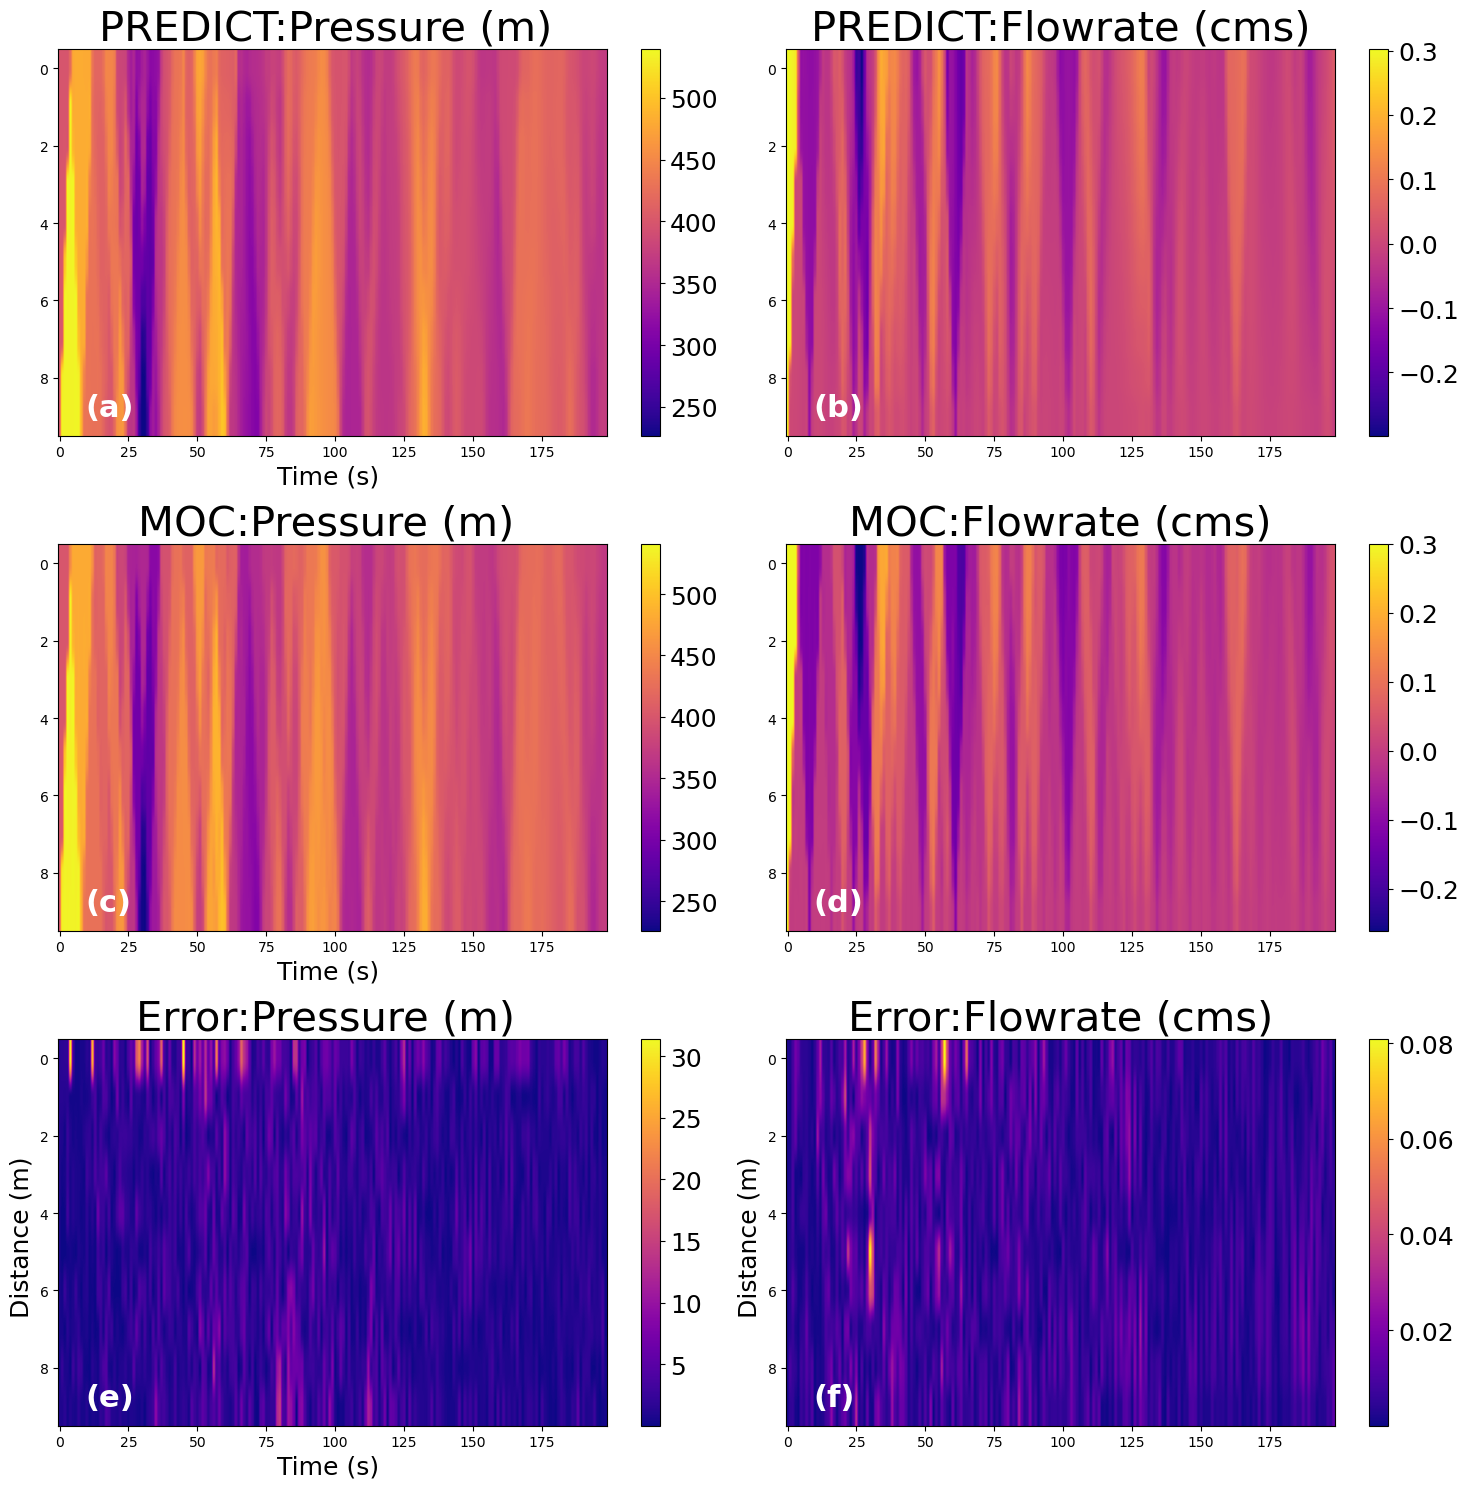 PREDICT:Pressure (m)
0
2
4
6
8
(a)
0 25 50 75 100 125 150 175
Time (s)
500
450
400
350
300
250
PREDICT:Flowrate (cms)
0
2
4
6
8
(b)
0 25 50 75 100 125 150 175
0.3
0.2
0.1
0.0
−0.1
−0.2
MOC:Pressure (m)
0
2
4
6
8
(c)
0 25 50 75 100 125 150 175
Time (s)
500
450
400
350
300
250
MOC:Flowrate (cms)
0
2
4
6
8
(d)
0 25 50 75 100 125 150 175
0.3
0.2
0.1
0.0
−0.1
−0.2
Error:Pressure (m)
Distance (m)
0
2
4
6
8
(e)
0 25 50 75 100 125 150 175
Time (s)
30
25
20
15
10
5
Error:Flowrate (cms)
Distance (m)
0
2
4
6
8
(f)
0 25 50 75 100 125 150 175
0.08
0.06
0.04
0.02